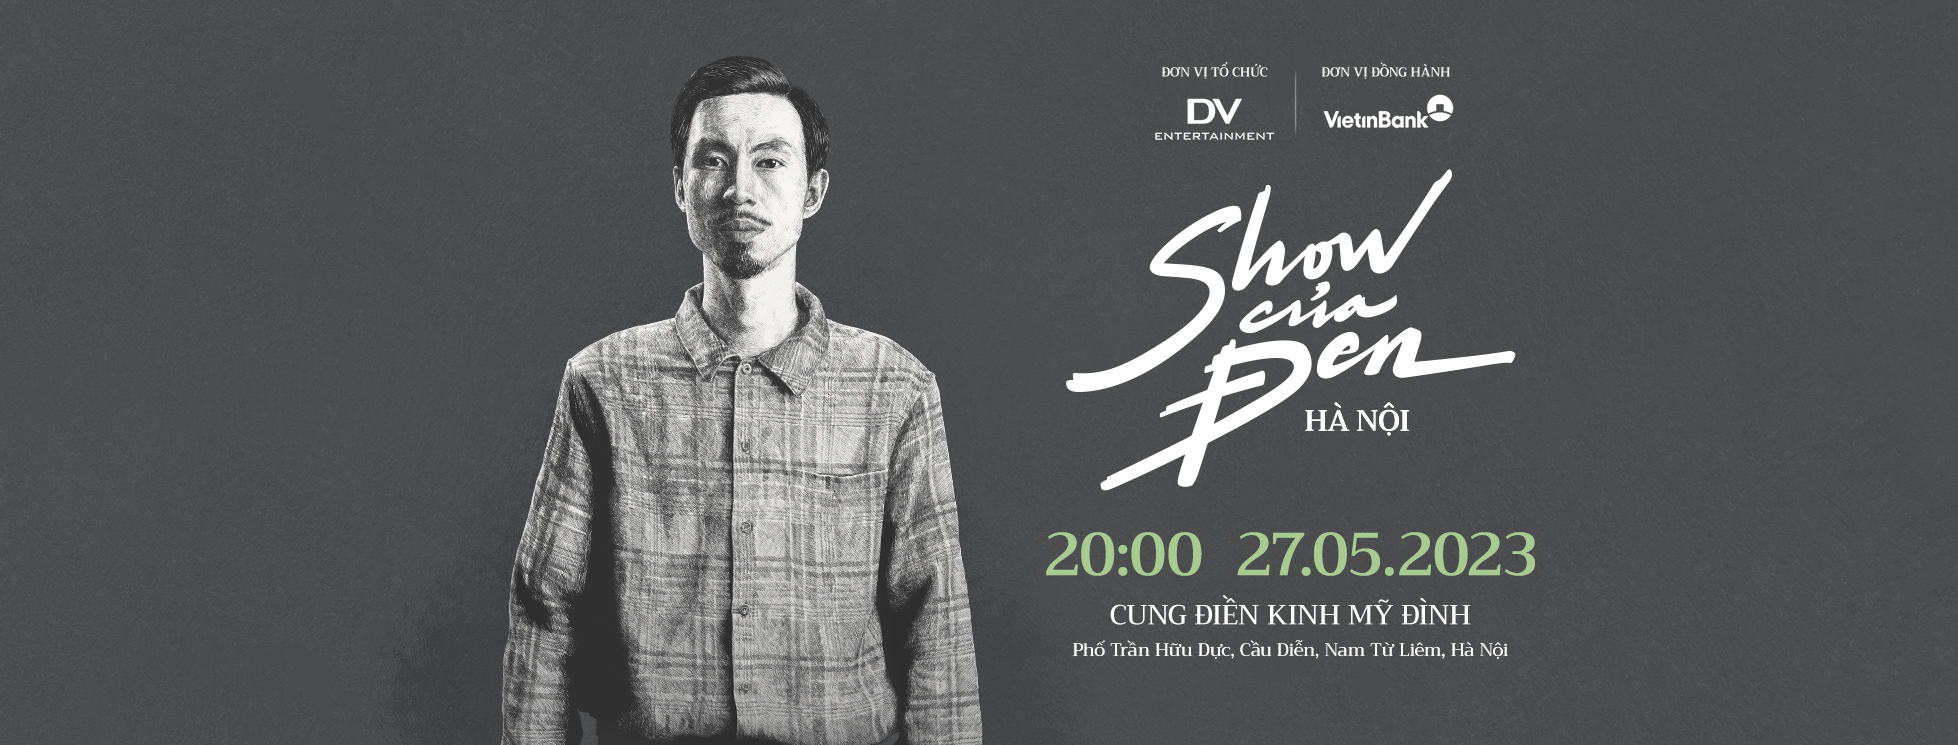 ĐƠN VỊ TỔ CHỨC
DV
ENTERTAINMENT
ĐƠN VỊ ĐỒNG HÀNH
VietinBank
Show
của
Đen
HÀ NỘI
20:00 27.05.2023
CUNG ĐIỀN KINH MỸ ĐÌNH
Phố Trần Hữu Dực, Cầu Diễn, Nam Từ Liêm, Hà Nội